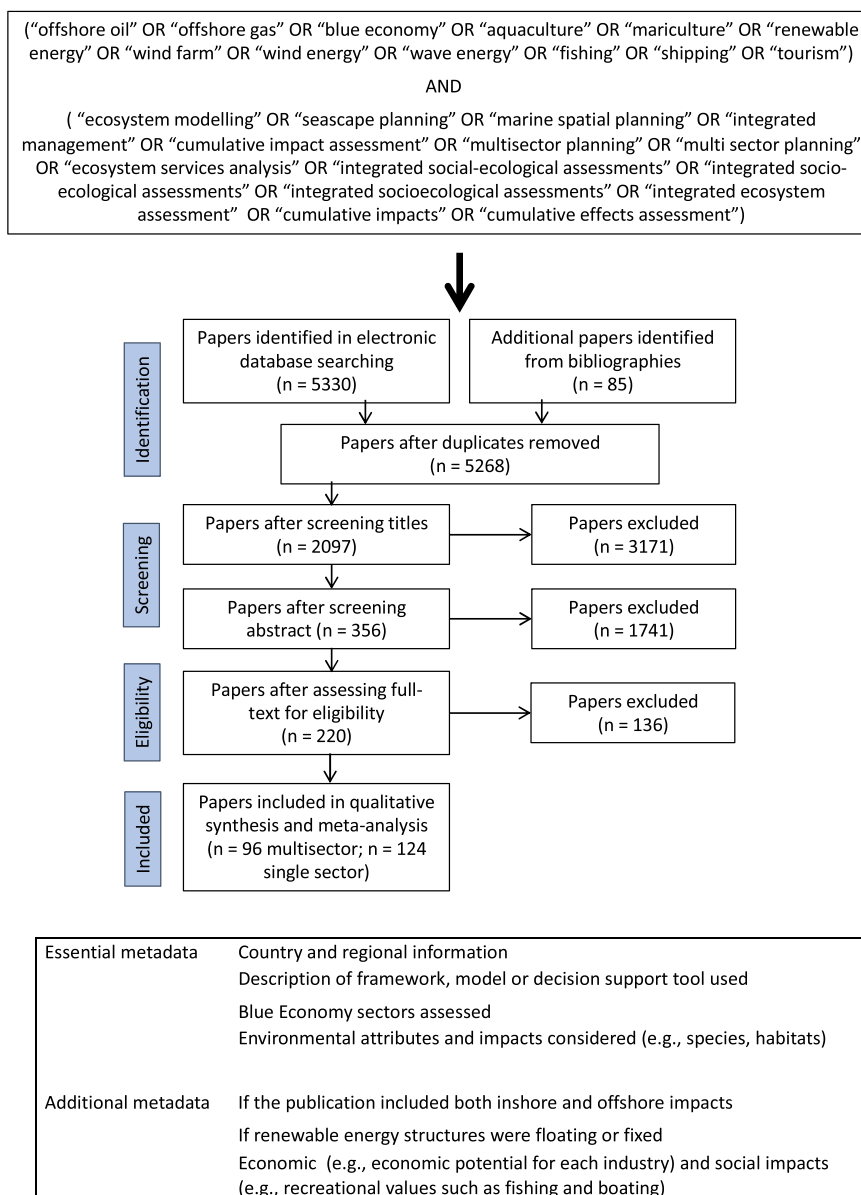 (“offshore oil” OR “offshore gas” OR “blue economy” OR “aquaculture” OR “mariculture” OR “renewable
energy” OR “wind farm” OR “wind energy” OR “wave energy” OR “fishing” OR “shipping” OR “tourism”)
AND
( “ecosystem modelling” OR “seascape planning” OR “marine spatial planning” OR “integrated
management” OR “cumulative impact assessment” OR “multisector planning” OR “multi sector planning”
OR “ecosystem services analysis” OR “integrated social-ecological assessments” OR “integrated socio-
ecological assessments” OR “integrated socioecological assessments” OR “integrated ecosystem
assessment” OR “cumulative impacts” OR “cumulative effects assessment”)
Identification
Papers identified in electronic
database searching
(n = 5330)
Additional papers identified
from bibliographies
(n = 85)
Papers after duplicates removed
(n = 5268)
Screening
Papers after screening titles
(n = 2097)
Papers excluded
(n = 3171)
Papers after screening
abstract (n = 356)
Papers excluded
(n = 1741)
Eligibility
Papers after assessing full-
text for eligibility
(n = 220)
Papers excluded
(n = 136)
Included
Papers included in qualitative
synthesis and meta-analysis
(n = 96 multisector; n = 124
single sector)
Essential metadata
Country and regional information
Description of framework, model or decision support tool used
Blue Economy sectors assessed
Environmental attributes and impacts considered (e.g., species, habitats)
Additional metadata
If the publication included both inshore and offshore impacts
If renewable energy structures were floating or fixed
Economic (e.g., economic potential for each industry) and social impacts
(e.g., recreational values such as fishing and boating)